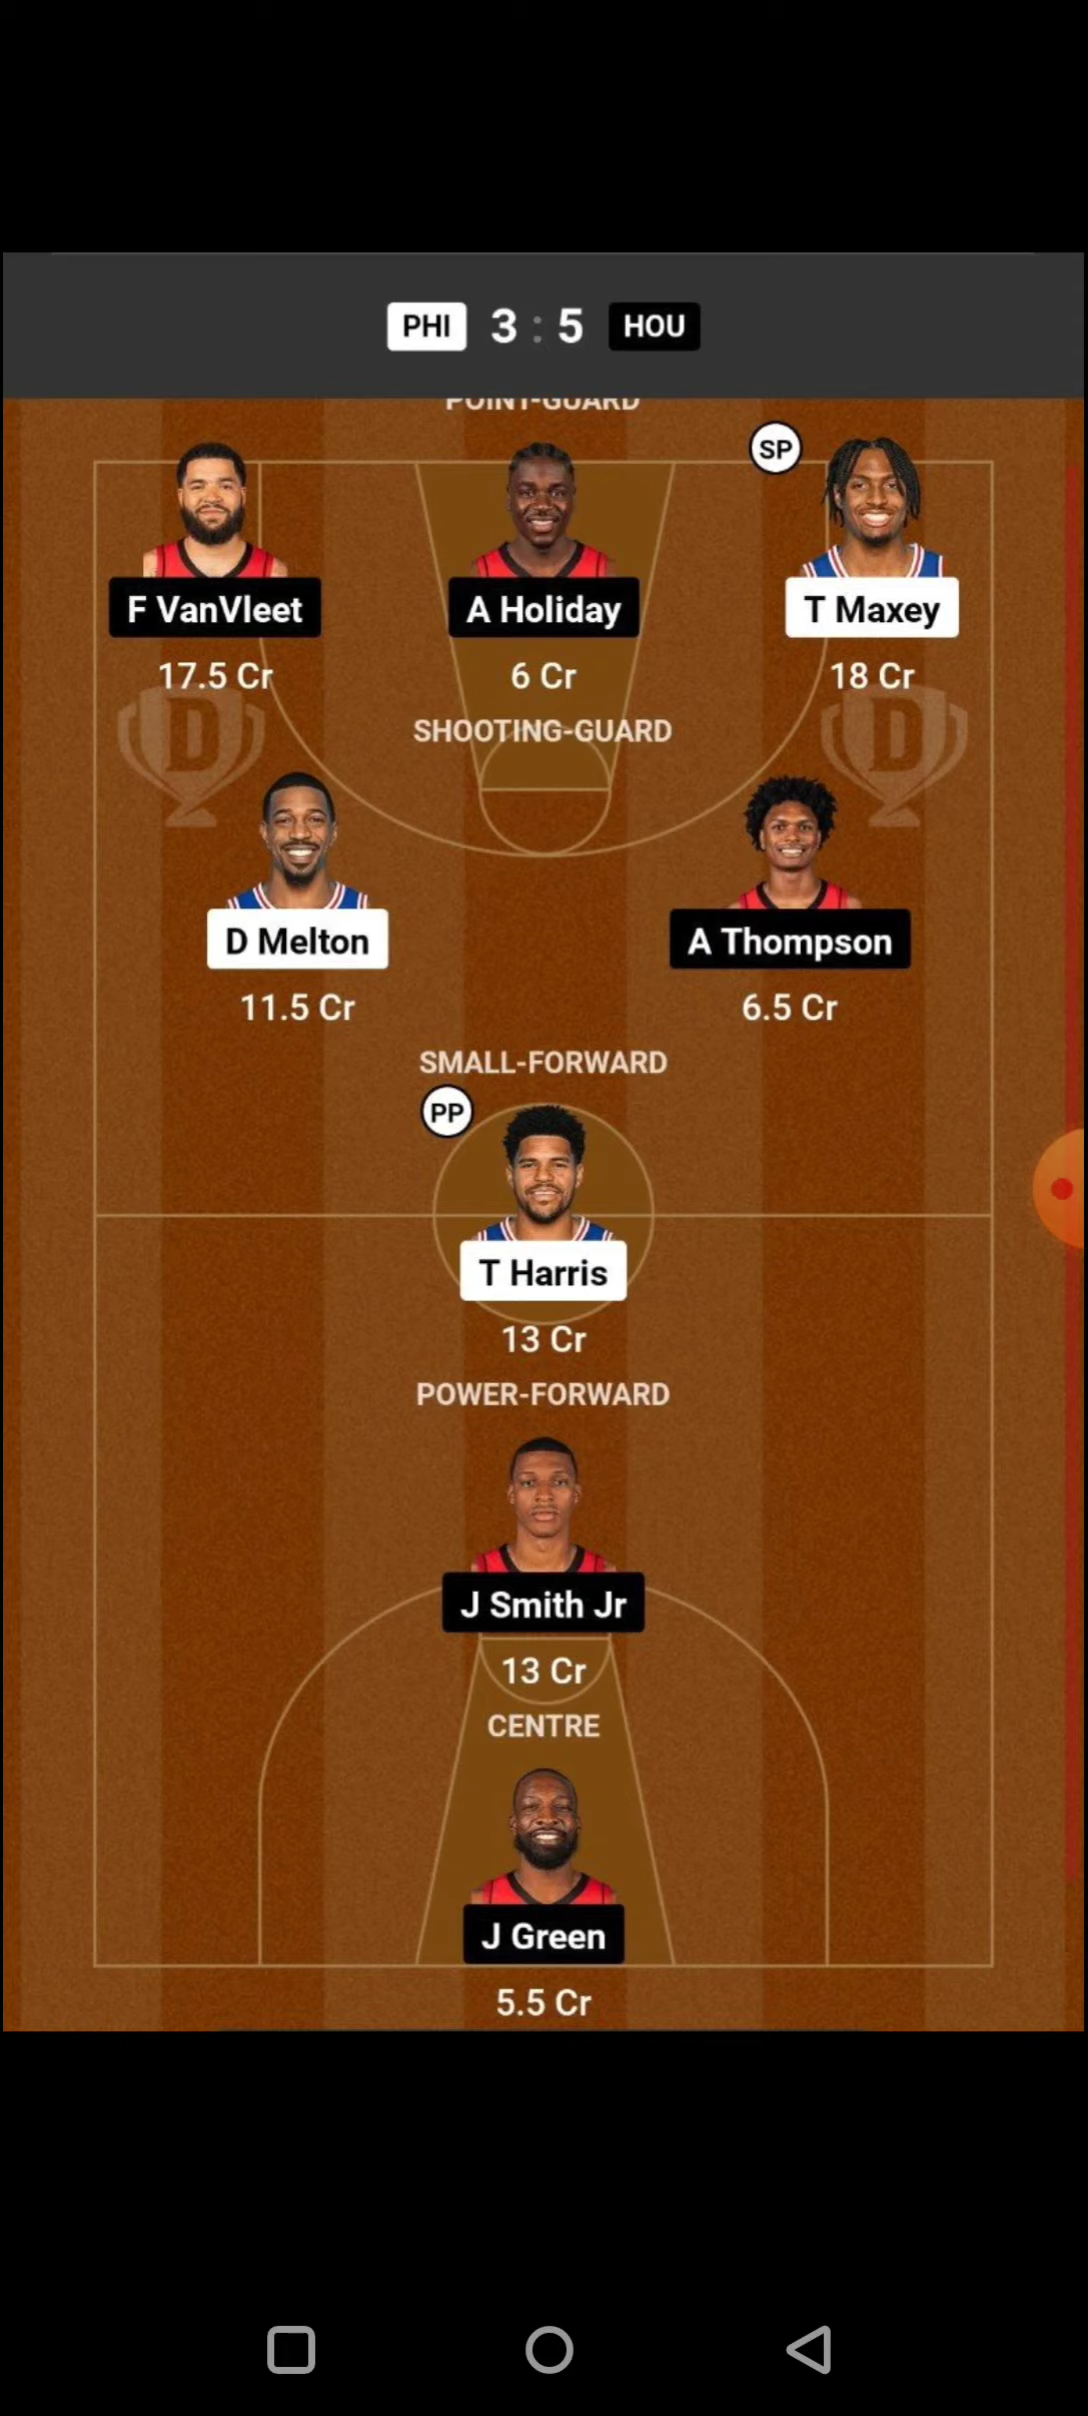 PHI 3 : 5 HOU
POINT-GUARD
SP
F VanVleet A Holiday T Maxey
17.5 Cr 6 Cr 18 Cr
D D
SHOOTING-GUARD
D Melton A Thompson
11.5 Cr 6.5 Cr
SMALL-FORWARD
PP
T Harris
13 Cr
POWER-FORWARD
J Smith Jr
13 Cr
CENTRE
J Green
5.5 Cr